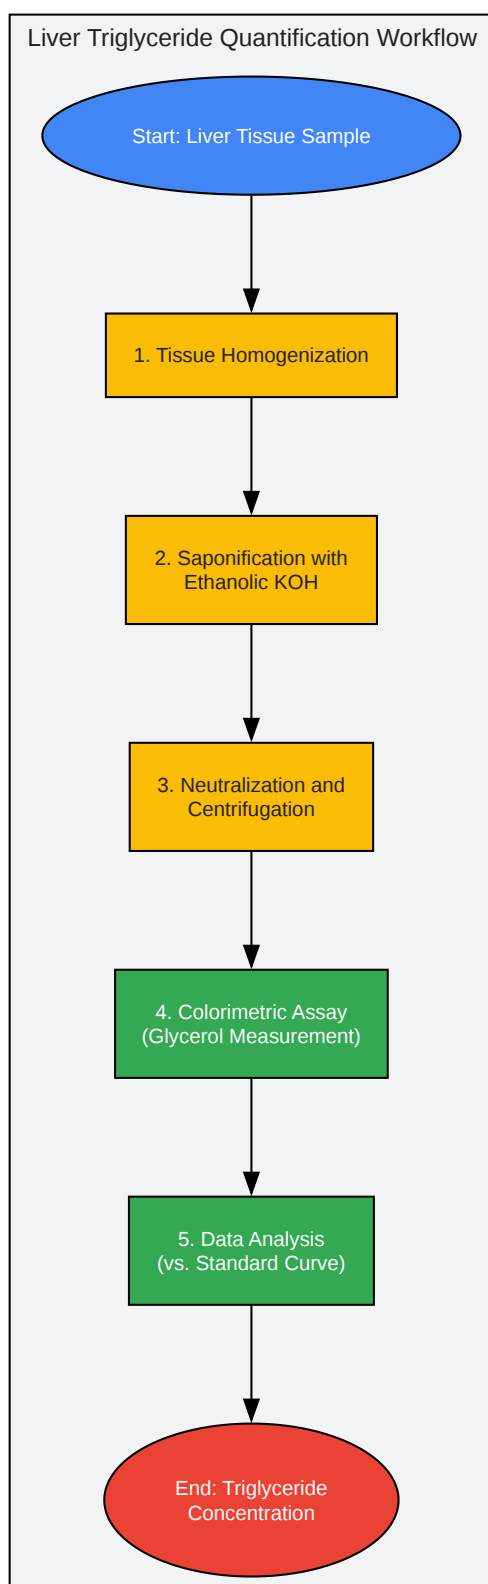 Liver Triglyceride Quantification Workflow
Start: Liver Tissue Sample
1. Tissue Homogenization
2. Saponification with
Ethanolic KOH
3. Neutralization and
Centrifugation
4. Colorimetric Assay
(Glycerol Measurement)
5. Data Analysis
(vs. Standard Curve)
End: Triglyceride
Concentration